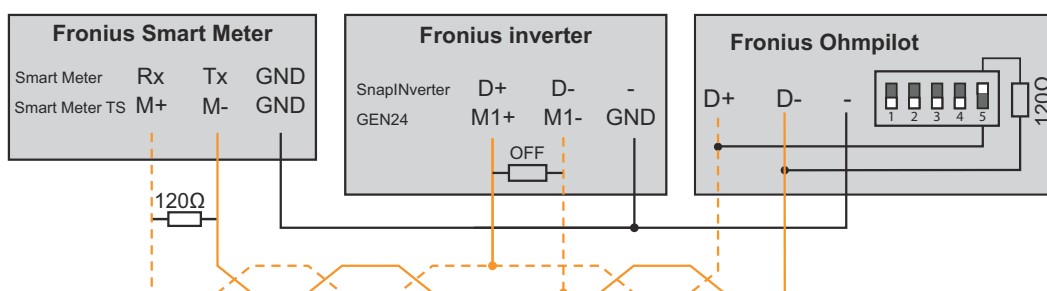 Fronius Smart Meter
Smart Meter Rx Tx GND
Smart Meter TS M+ M- GND
120Ω
Fronius inverter
SnapINverter D+ D- -
GEN24 M1+ M1- GND
OFF
Fronius Ohmpilot
D+ D- -
1 2 3 4 5
120Ω